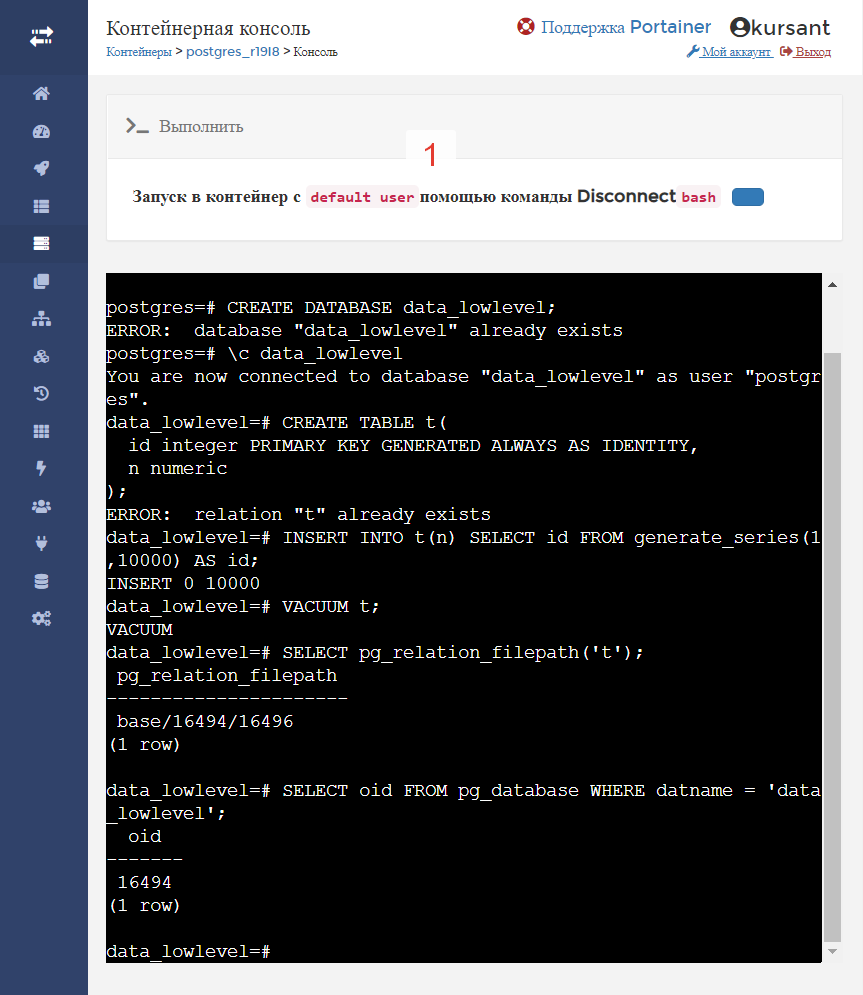 Контейнерная консоль
Поддержка Portainer
kursant
Контейнеры > postgres_r19l8 > Консоль
Мой аккаунт
Выход
Выполнить
1
Запуск в контейнер с default user помощью команды Disconnect bash
postgres=# CREATE DATABASE data_lowlevel;
ERROR:  database "data_lowlevel" already exists
postgres=# \c data_lowlevel
You are now connected to database "data_lowlevel" as user "postgr
es".
data_lowlevel=# CREATE TABLE t(
  id integer PRIMARY KEY GENERATED ALWAYS AS IDENTITY,
  n numeric
);
ERROR:  relation "t" already exists
data_lowlevel=# INSERT INTO t(n) SELECT id FROM generate_series(1
,10000) AS id;
INSERT 0 10000
data_lowlevel=# VACUUM t;
VACUUM
data_lowlevel=# SELECT pg_relation_filepath('t');
 pg_relation_filepath
----------------------
 base/16494/16496
(1 row)
data_lowlevel=# SELECT oid FROM pg_database WHERE datname = 'data
_lowlevel';
  oid
-------
 16494
(1 row)
data_lowlevel=#